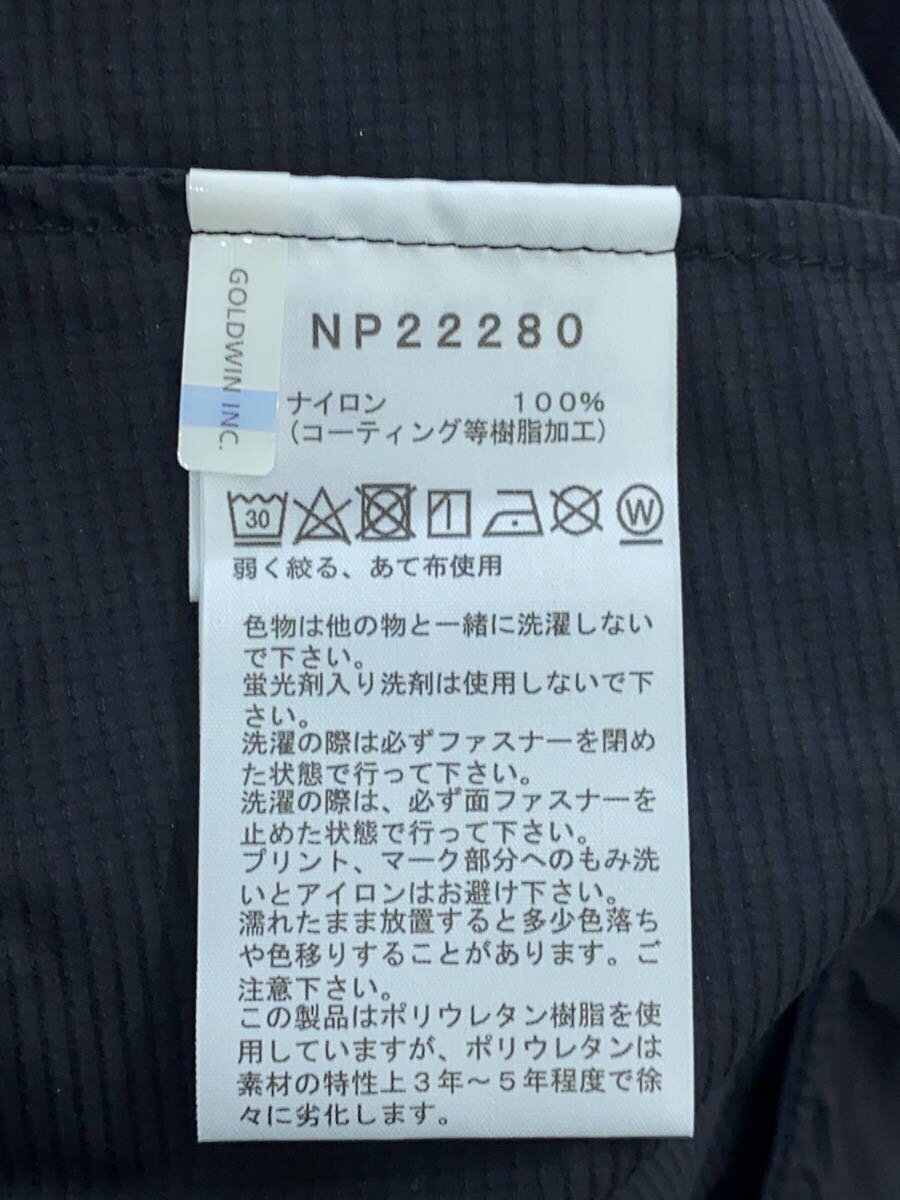 GOLDWIN INC.
NP22280
ナイロン 100%
(コーティング等樹脂加工)
30
W
弱く絞る、あて布使用
色物は他の物と一緒に洗濯しない
で下さい。
蛍光剤入り洗剤は使用しないで下
さい。
洗濯の際は必ずファスナーを閉め
た状態で行って下さい。
洗濯の際は、必ず面ファスナーを
止めた状態で行って下さい。
プリント、マーク部分へのもみ洗
いとアイロンはお避け下さい。
濡れたまま放置すると多少色落ち
や色移りすることがあります。ご
注意下さい。
この製品はポリウレタン樹脂を使
用していますが、ポリウレタンは
素材の特性上3年～5年程度で徐
々に劣化します。